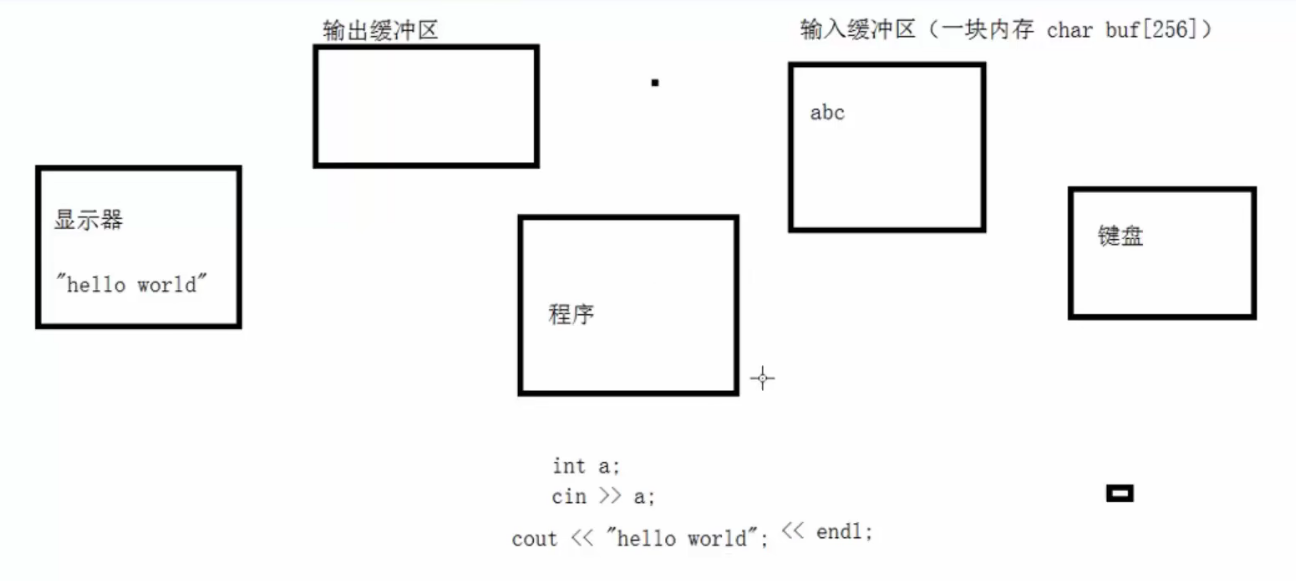 输出缓冲区
输入缓冲区（一块内存 char buf[256]）
abc
显示器
"hello world"
键盘
程序
int a;
cin >> a;
cout << "hello world"; << endl;